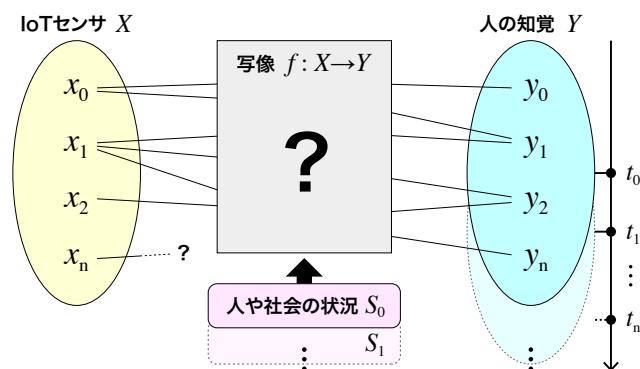 IoTセンサ X
写像 f : X→Y
人の知覚 Y
x0
x1
x2
xn
?
?
y0
y1
y2
yn
t0
t1
tn
人や社会の状況 S0
S1